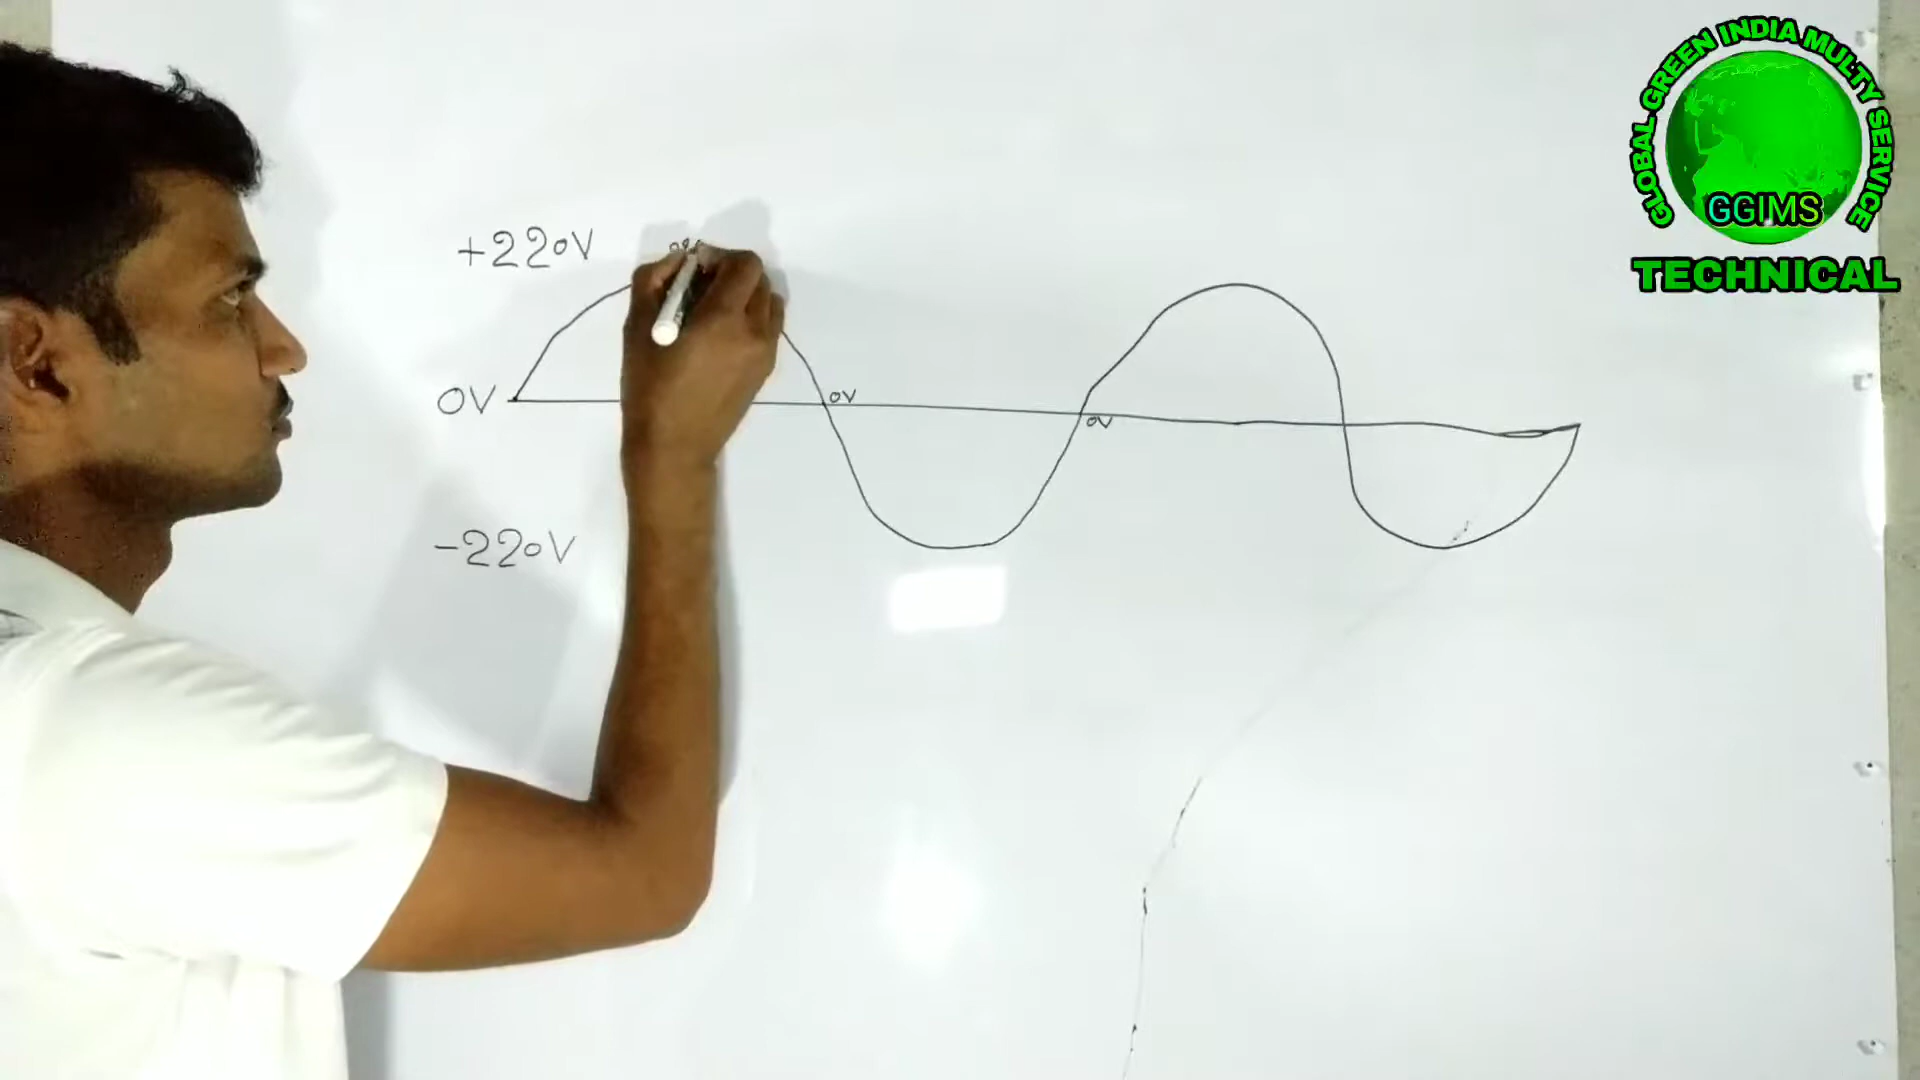 GLOBAL GREEN INDIA MULTY SERVICE
GGIMS
TECHNICAL
+220V
0V
0V
0V
-220V